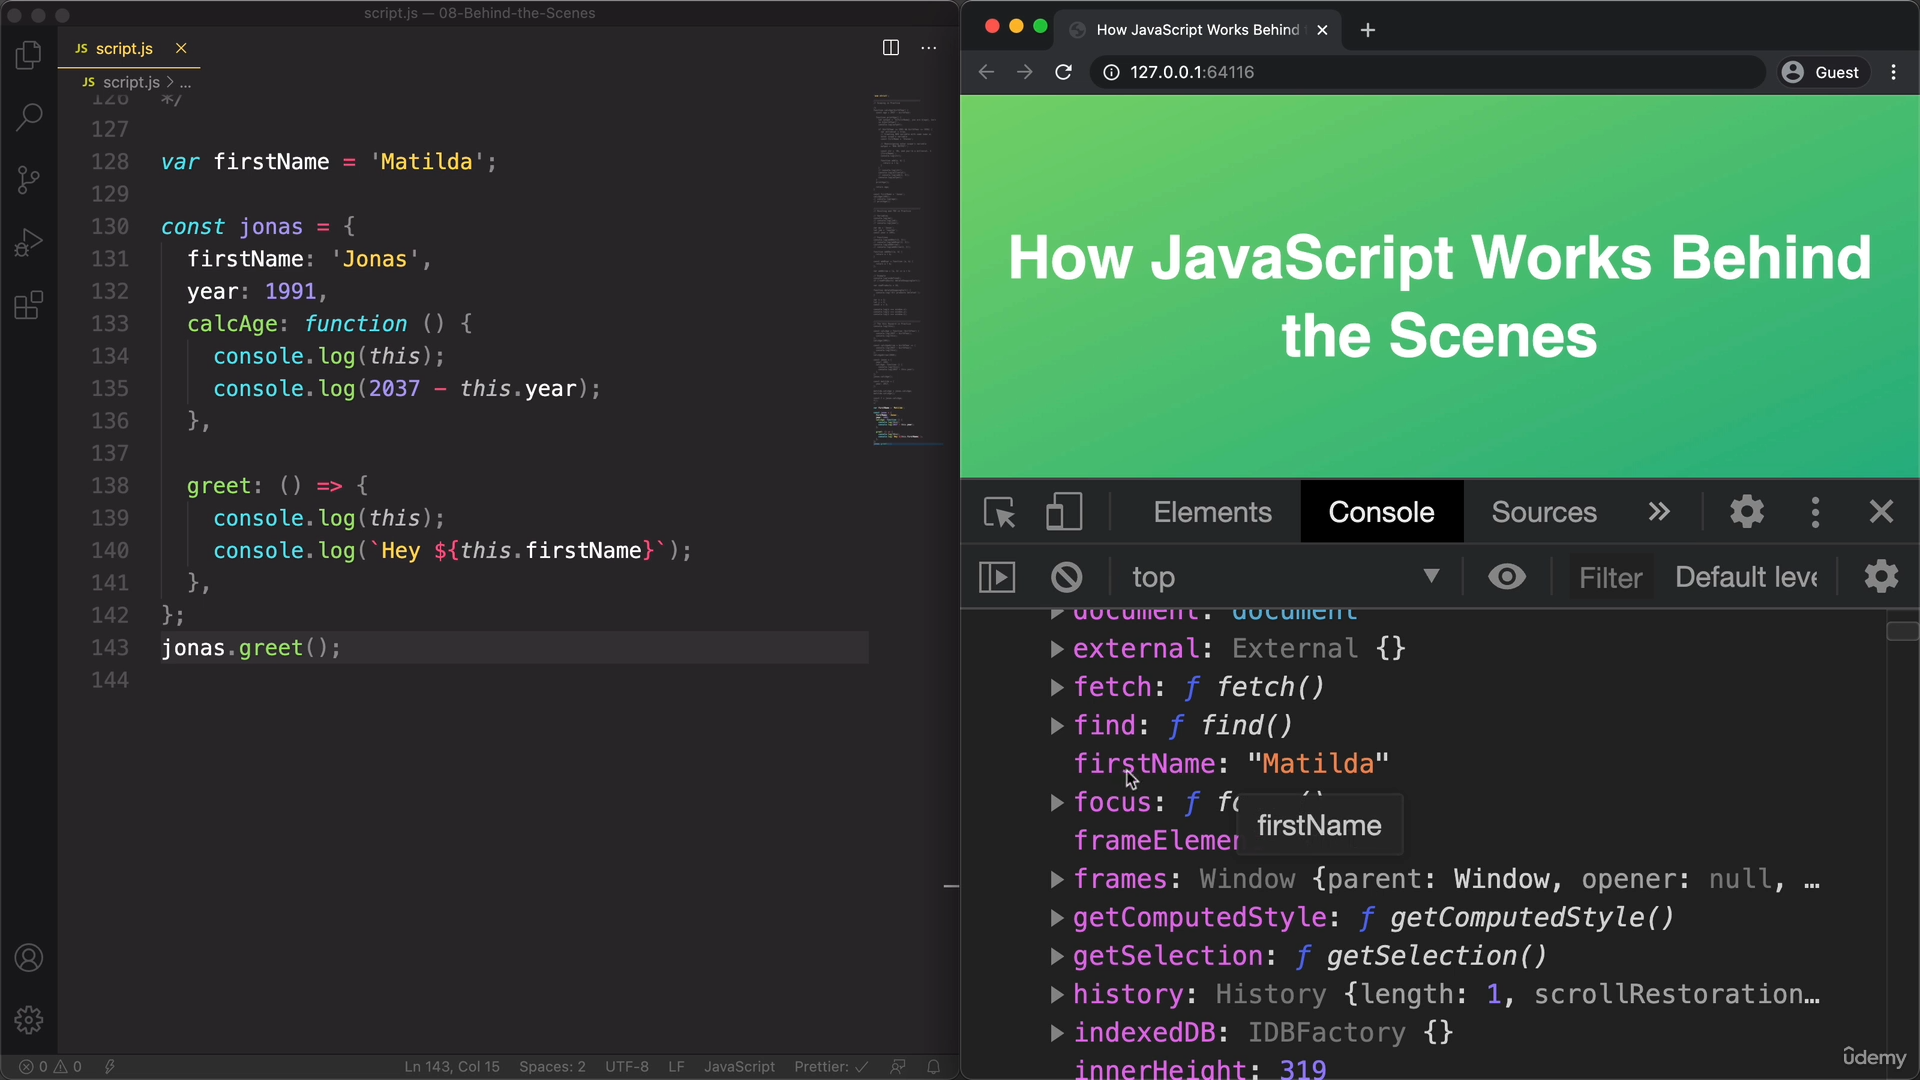 script.js — 08-Behind-the-Scenes
JS script.js
JS script.js > ...
126 */
127
128 var firstName = 'Matilda';
129
130 const jonas = {
131 firstName: 'Jonas',
132 year: 1991,
133 calcAge: function () {
134 console.log(this);
135 console.log(2037 - this.year);
136 },
137
138 greet: () => {
139 console.log(this);
140 console.log(`Hey ${this.firstName}`);
141 },
142 };
143 jonas.greet();
144
0 0
Ln 143, Col 15 Spaces: 2 UTF-8 LF JavaScript Prettier: ✓
How JavaScript Works Behind
127.0.0.1:64116
Guest
How JavaScript Works Behind
the Scenes
Elements Console Sources »
top Filter Default leve
document: document
external: External {}
fetch: ƒ fetch()
find: ƒ find()
firstName: "Matilda"
focus: ƒ
firstName
frameElemen
frames: Window {parent: Window, opener: null, …
getComputedStyle: ƒ getComputedStyle()
getSelection: ƒ getSelection()
history: History {length: 1, scrollRestoration…
indexedDB: IDBFactory {}
innerHeight: 319
ûdemy